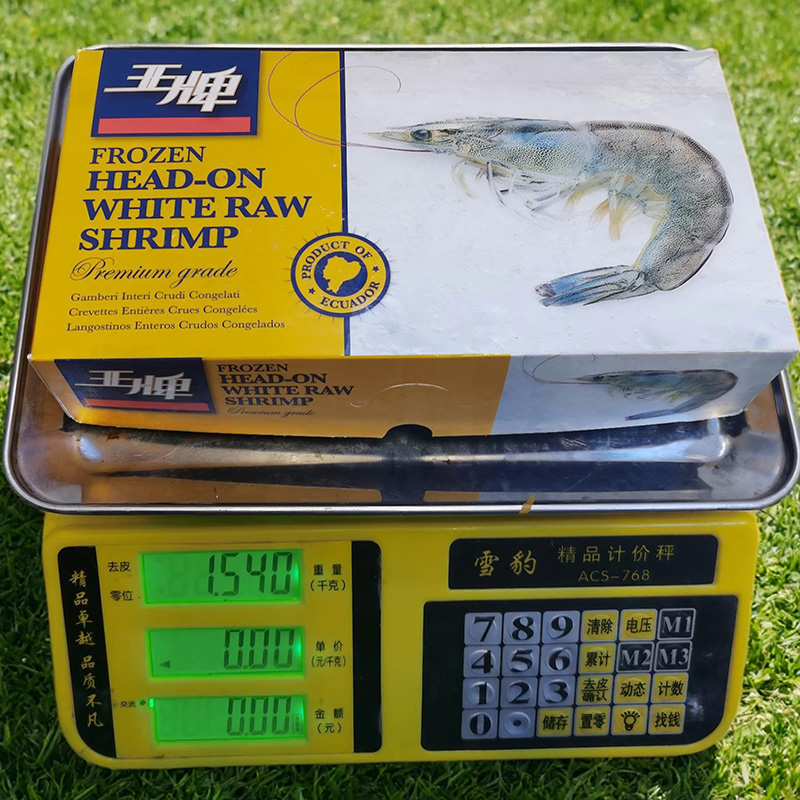 王牌
FROZEN
HEAD-ON
WHITE RAW
SHRIMP
Premium grade
Gamberi Interi Crudi Congelati
Crevettes Entières Crues Congelées
Langostinos Enteros Crudos Congelados
PRODUCT OF
ECUADOR
王牌
FROZEN
HEAD-ON
WHITE RAW
SHRIMP
Premium grade
精品卓越 品质不凡
去皮
零位
1.540
重量
(千克)
0.00
单价
(元/千克)
交流
0.00
金额
(元)
雪豹 精品计价秤
ACS-768
7 8 9 清除 电压 M1
4 5 6 累计 M2 M3
1 2 3 去皮确认 动态 计数
0 • 储存 置零 找钱